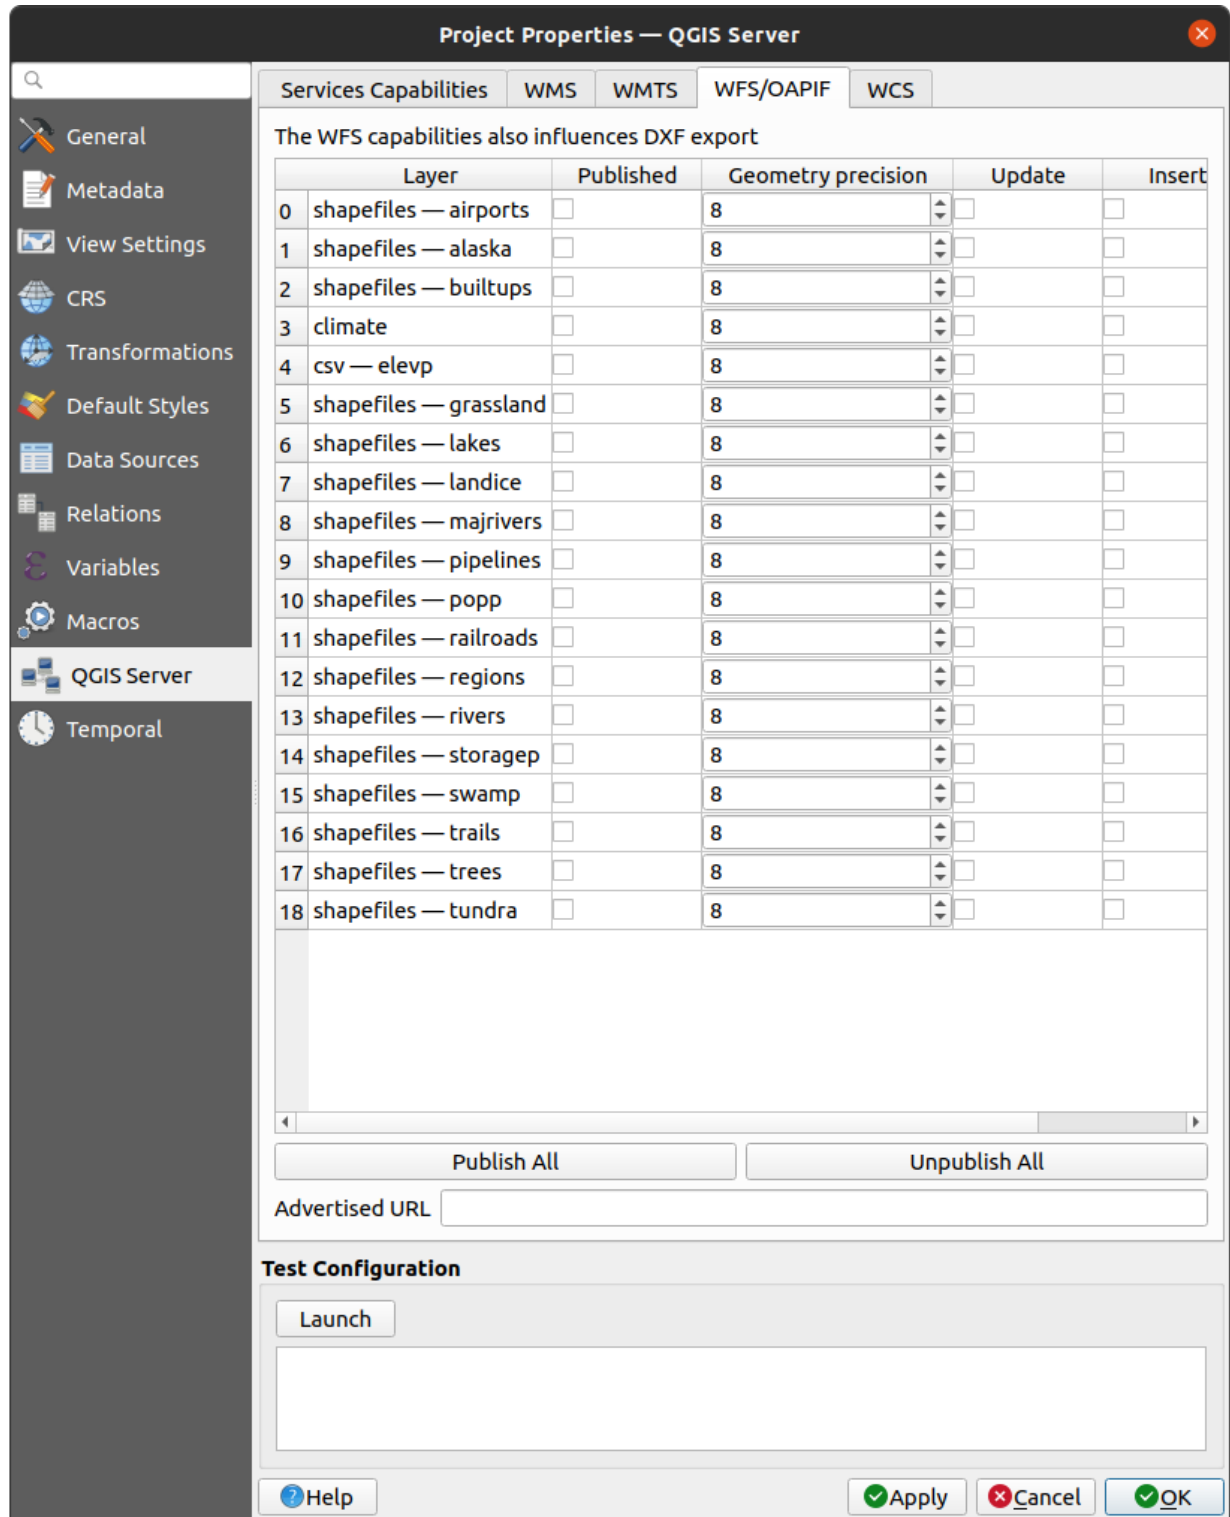 Project Properties — QGIS Server
General
Metadata
View Settings
CRS
Transformations
Default Styles
Data Sources
Relations
Variables
Macros
QGIS Server
Temporal
Services Capabilities WMS WMTS WFS/OAPIF WCS
The WFS capabilities also influences DXF export
Layer Published Geometry precision Update Insert
0 shapefiles — airports 8
1 shapefiles — alaska 8
2 shapefiles — builtups 8
3 climate 8
4 csv — elevp 8
5 shapefiles — grassland 8
6 shapefiles — lakes 8
7 shapefiles — landice 8
8 shapefiles — majrivers 8
9 shapefiles — pipelines 8
10 shapefiles — popp 8
11 shapefiles — railroads 8
12 shapefiles — regions 8
13 shapefiles — rivers 8
14 shapefiles — storagep 8
15 shapefiles — swamp 8
16 shapefiles — trails 8
17 shapefiles — trees 8
18 shapefiles — tundra 8
Publish All Unpublish All
Advertised URL
Test Configuration
Launch
Help Apply Cancel OK